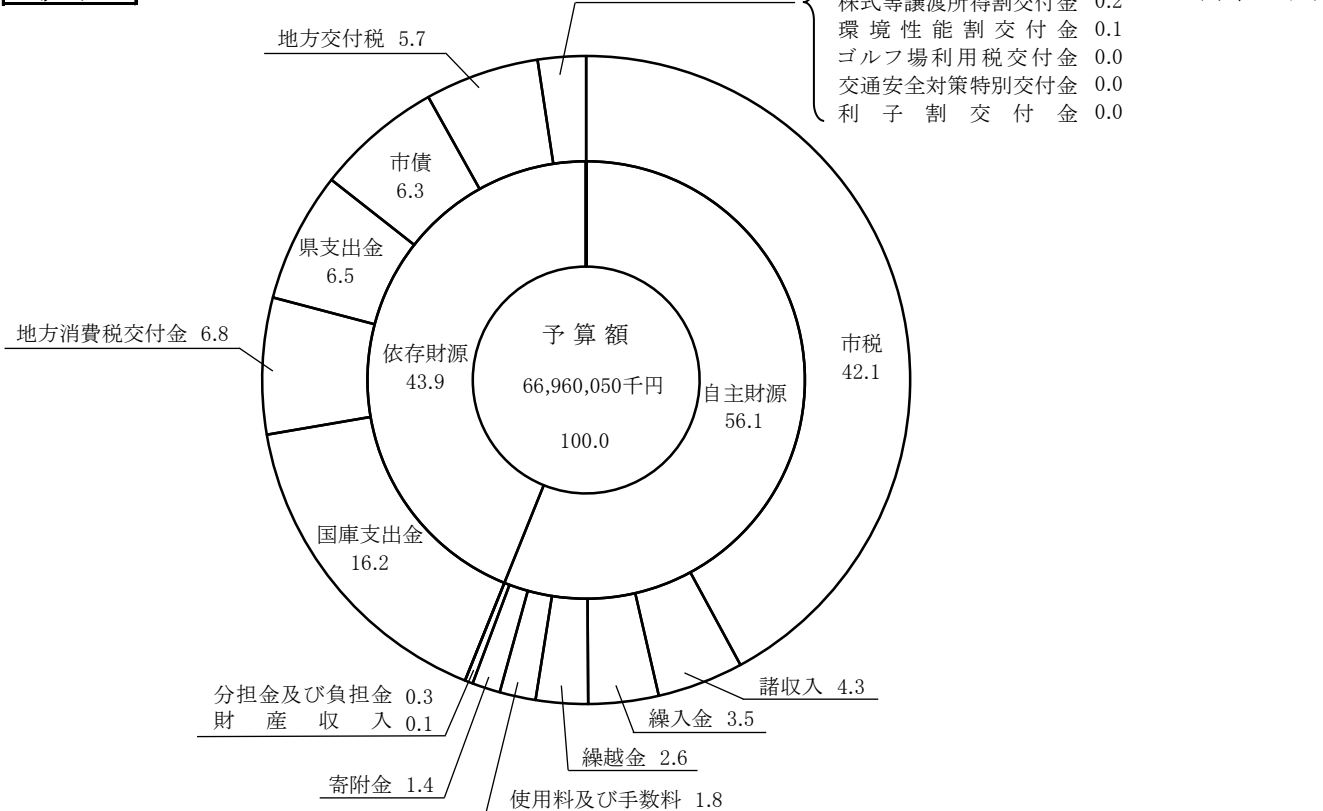 株式等譲渡所得割交付金 0.2
環境性能割交付金 0.1
ゴルフ場利用税交付金 0.0
交通安全対策特別交付金 0.0
利子割交付金 0.0
地方交付税 5.7
市債
6.3
県支出金
6.5
地方消費税交付金 6.8
依存財源
43.9
予算額
66,960,050千円
100.0
自主財源
56.1
市税
42.1
国庫支出金
16.2
分担金及び負担金 0.3
財産収入 0.1
寄附金 1.4
使用料及び手数料 1.8
繰越金 2.6
繰入金 3.5
諸収入 4.3